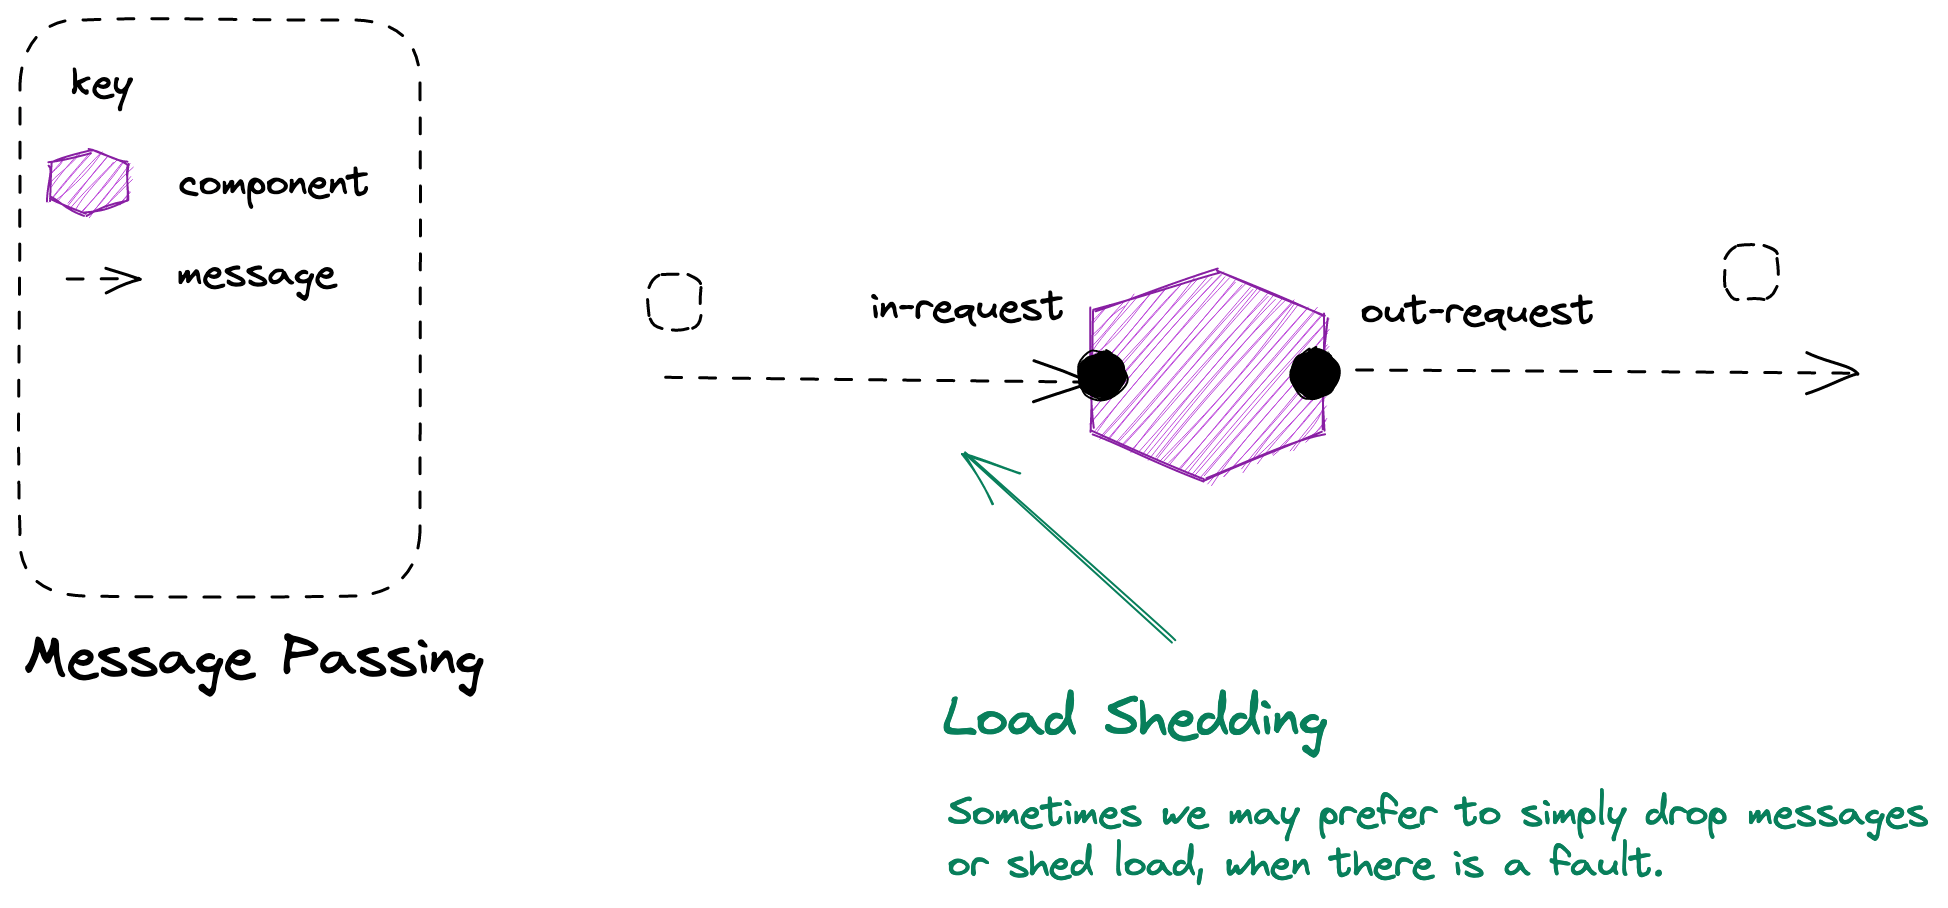 key
component
message
Message Passing
in-request
out-request
Load Shedding
Sometimes we may prefer to simply drop messages
or shed load, when there is a fault.